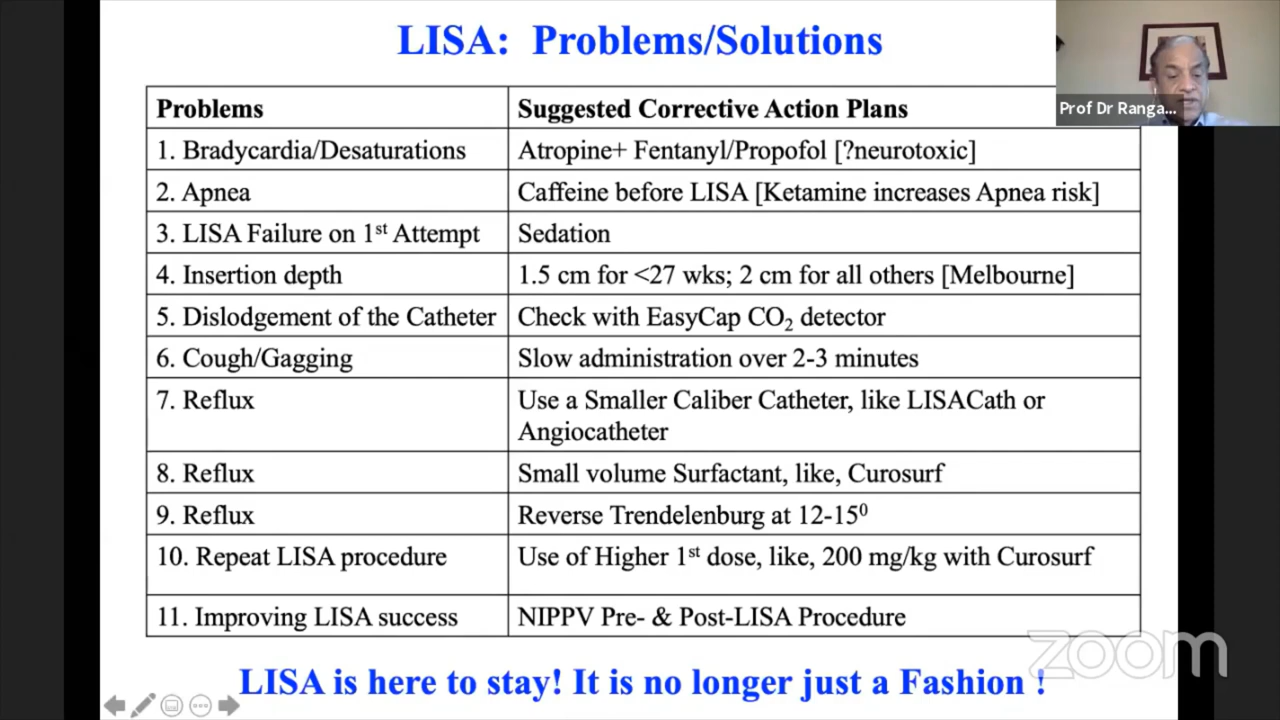 LISA: Problems/Solutions
Problems
Suggested Corrective Action Plans
1. Bradycardia/Desaturations
Atropine+ Fentanyl/Propofol [?neurotoxic]
2. Apnea
Caffeine before LISA [Ketamine increases Apnea risk]
3. LISA Failure on 1st Attempt
Sedation
4. Insertion depth
1.5 cm for <27 wks; 2 cm for all others [Melbourne]
5. Dislodgement of the Catheter
Check with EasyCap CO₂ detector
6. Cough/Gagging
Slow administration over 2-3 minutes
7. Reflux
Use a Smaller Caliber Catheter, like LISACath or
Angiocatheter
8. Reflux
Small volume Surfactant, like, Curosurf
9. Reflux
Reverse Trendelenburg at 12-15⁰
10. Repeat LISA procedure
Use of Higher 1st dose, like, 200 mg/kg with Curosurf
11. Improving LISA success
NIPPV Pre- & Post-LISA Procedure
LISA is here to stay! It is no longer just a Fashion !
Prof Dr Ranga...
zoom